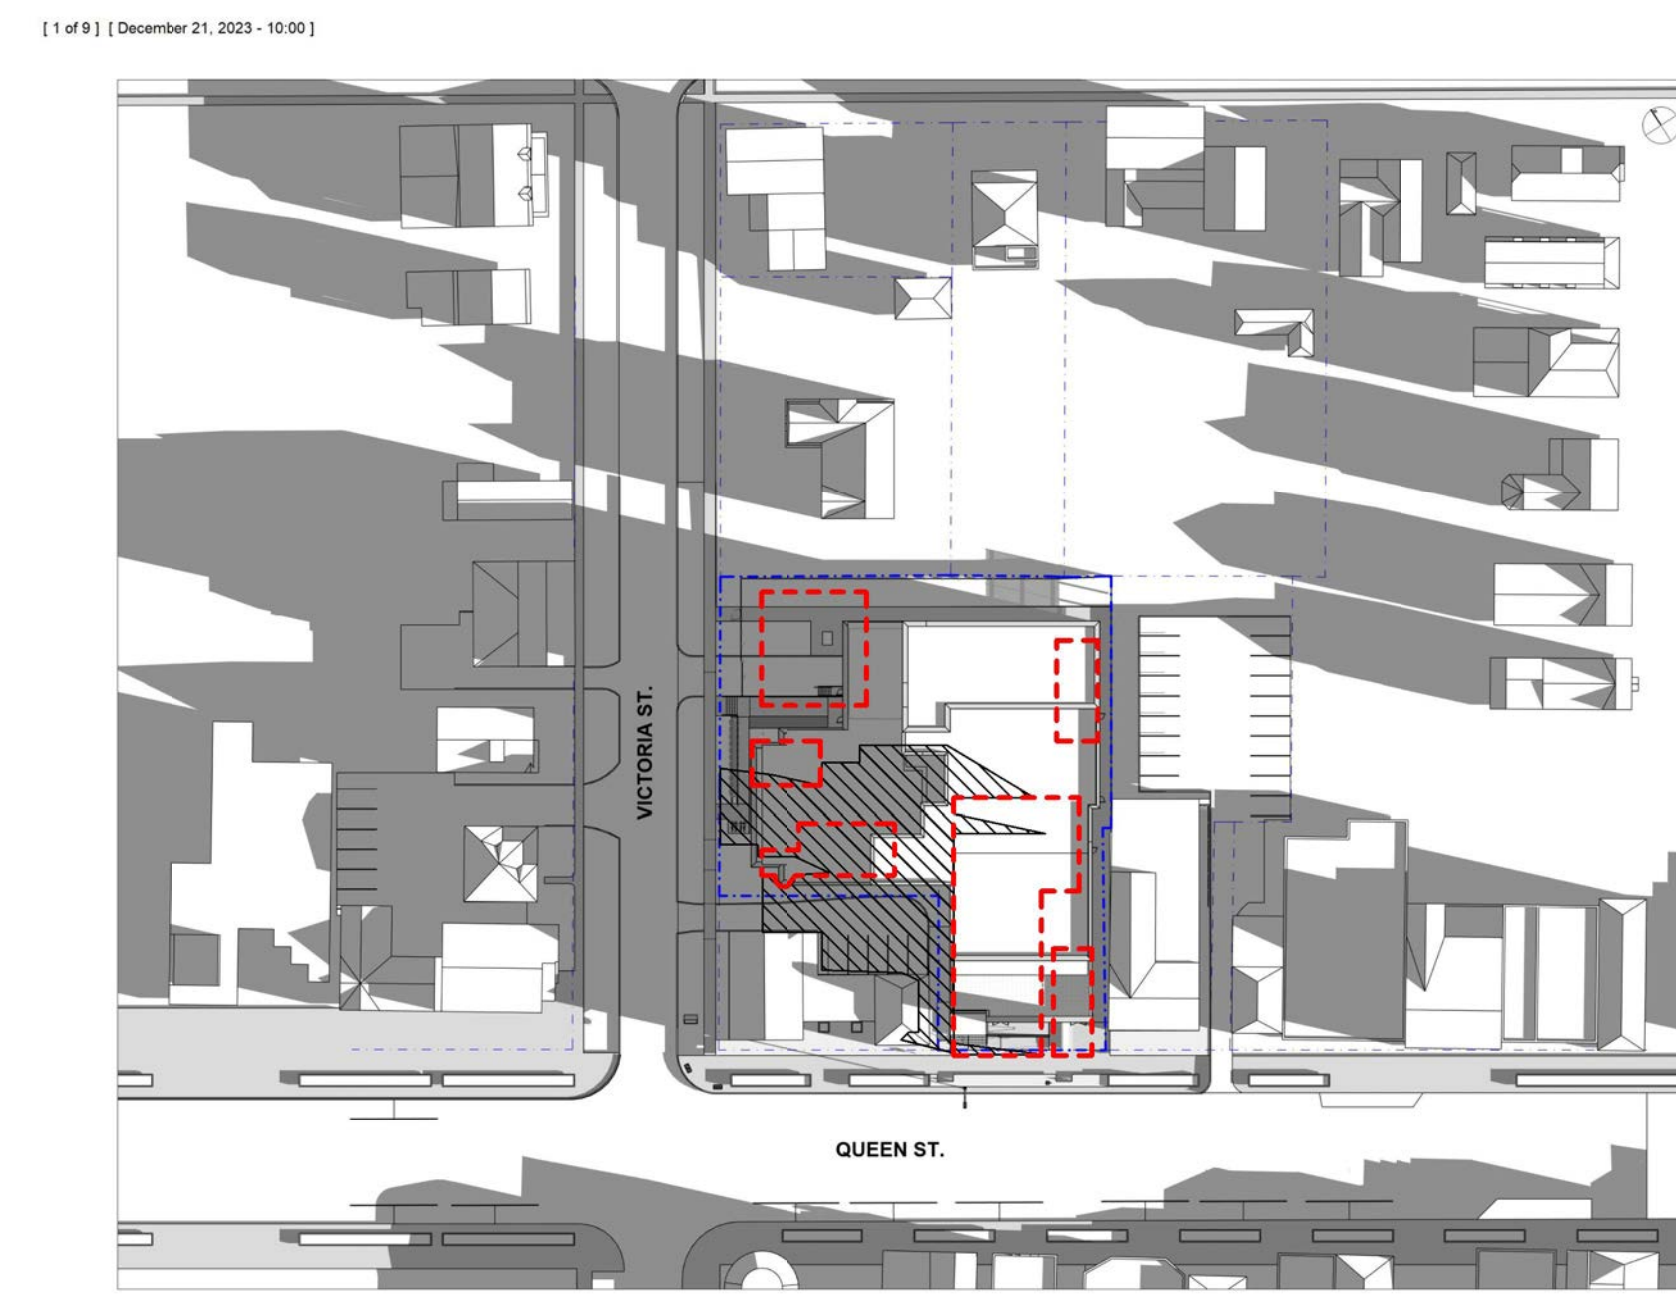 [ 1 of 9 ] [ December 21, 2023 - 10:00 ]
VICTORIA ST.
QUEEN ST.